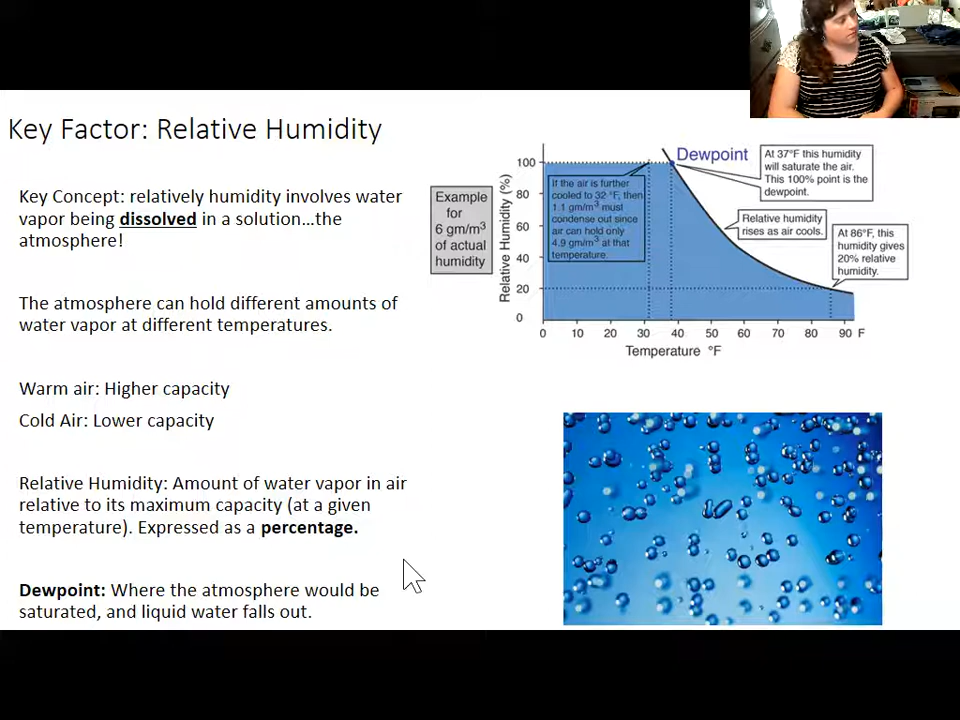 Key Factor: Relative Humidity
Key Concept: relatively humidity involves water
vapor being dissolved in a solution...the
atmosphere!
The atmosphere can hold different amounts of
water vapor at different temperatures.
Warm air: Higher capacity
Cold Air: Lower capacity
Relative Humidity: Amount of water vapor in air
relative to its maximum capacity (at a given
temperature). Expressed as a percentage.
Dewpoint: Where the atmosphere would be
saturated, and liquid water falls out.
Example
for
6 gm/m³
of actual
humidity
Relative Humidity (%)
100
80
60
40
20
0
If the air is further
cooled to 32 °F, then
1.1 gm/m³ must
condense out since
air can hold only
4.9 gm/m³ at that
temperature.
Dewpoint
At 37°F this humidity
will saturate the air.
This 100% point is the
dewpoint.
Relative humidity
rises as air cools.
At 86°F, this
humidity gives
20% relative
humidity.
0 10 20 30 40 50 60 70 80 90 F
Temperature °F